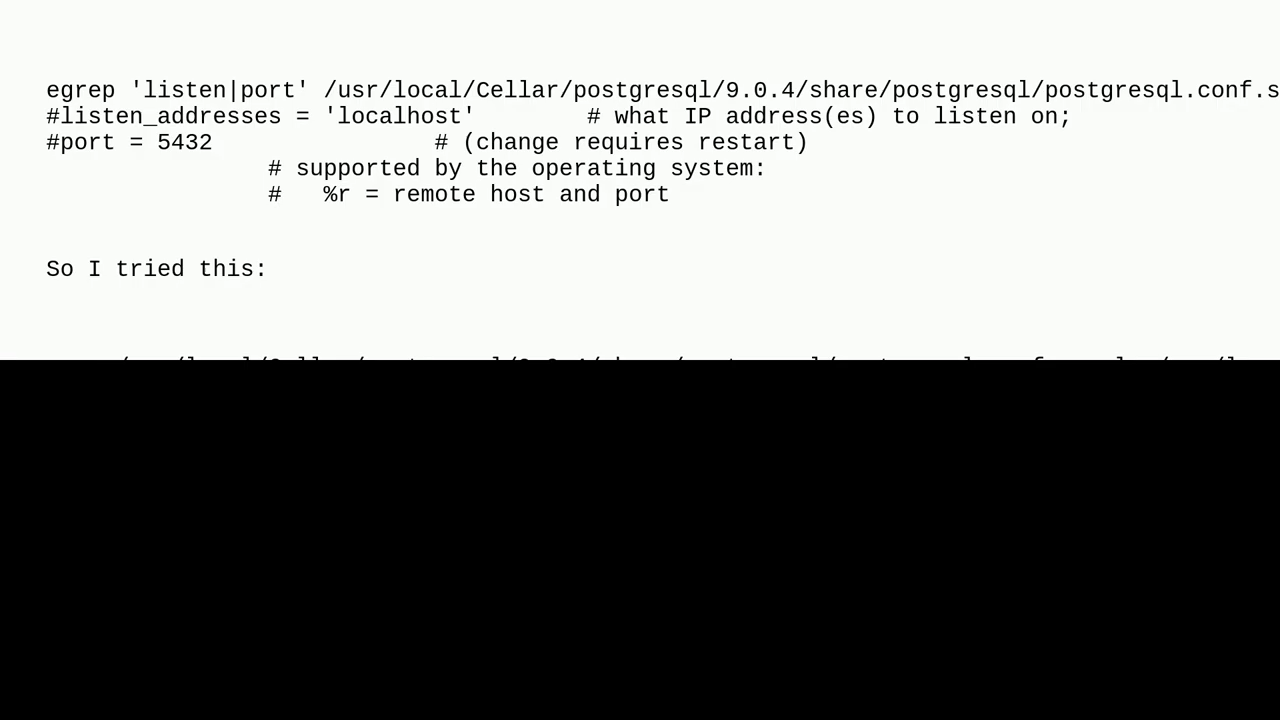 egrep 'listen|port' /usr/local/Cellar/postgresql/9.0.4/share/postgresql/postgresql.conf.s
#listen_addresses = 'localhost'        # what IP address(es) to listen on;
#port = 5432                # (change requires restart)
                # supported by the operating system:
                #   %r = remote host and port
So I tried this: